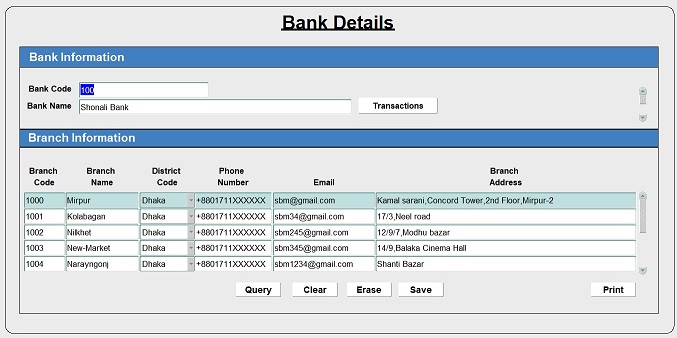 Bank Details
Bank Information
Bank Code 100
Bank Name Shonali Bank Transactions
Branch Information
Branch Code Branch Name District Code Phone Number Email Branch Address
1000 Mirpur Dhaka +8801711XXXXXX sbm@gmail.com Kamal sarani,Concord Tower,2nd Floor,Mirpur-2
1001 Kolabagan Dhaka +8801711XXXXXX sbm34@gmail.com 17/3,Neel road
1002 Nilkhet Dhaka +8801711XXXXXX sbm245@gmail.com 12/9/7,Modhu bazar
1003 New-Market Dhaka +8801711XXXXXX sbm345@gmail.com 14/9,Balaka Cinema Hall
1004 Narayngonj Dhaka +8801711XXXXXX sbm1234@gmail.com Shanti Bazar
Query Clear Erase Save Print